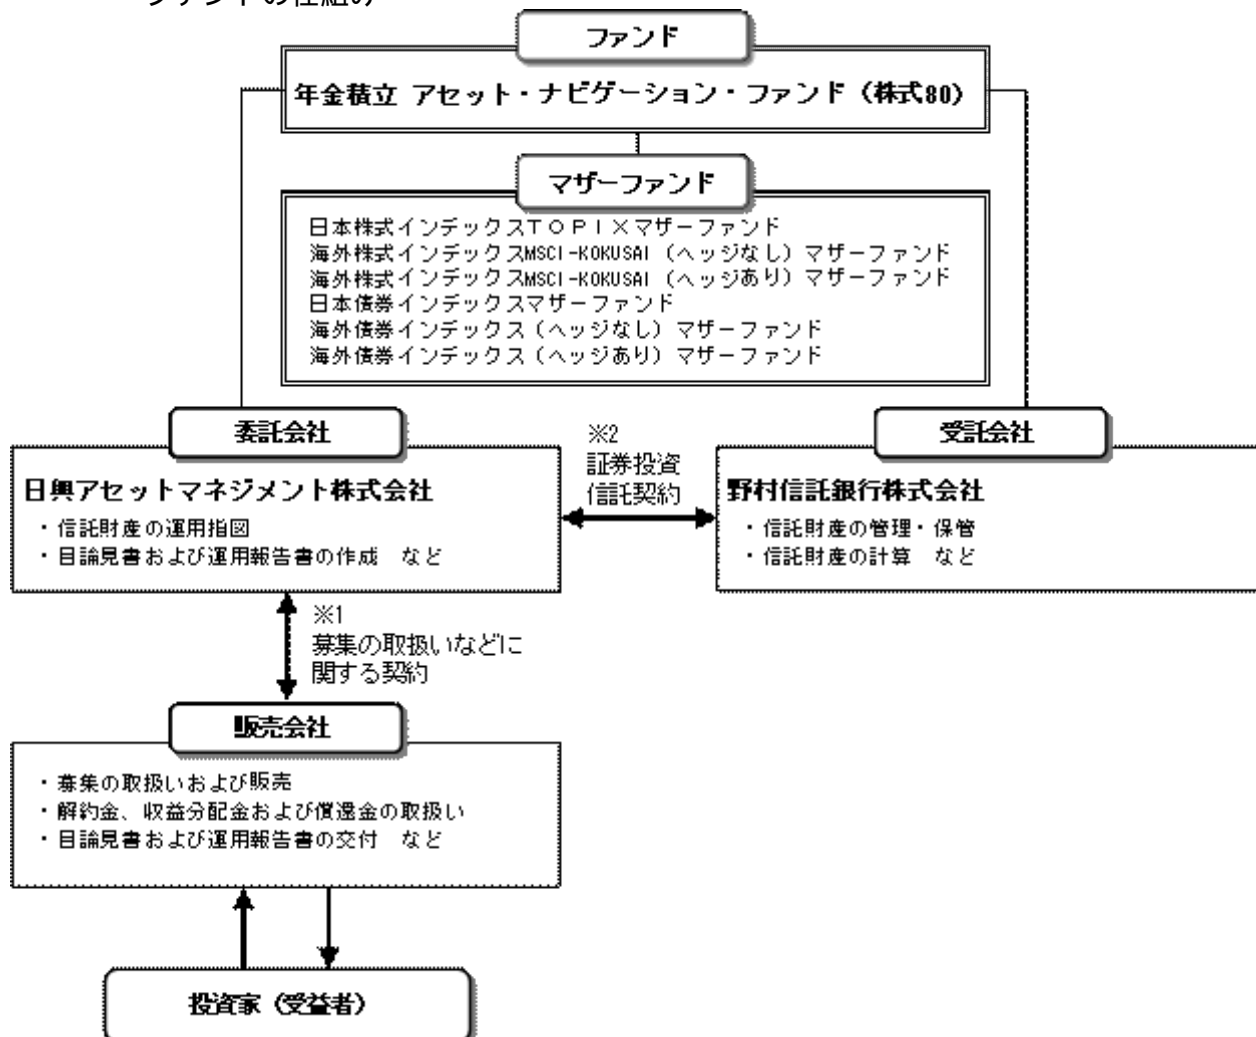 ファンドの仕組み
ファンド
年金積立 アセット・ナビゲーション・ファンド（株式80）
マザーファンド
日本株式インデックスＴＯＰＩＸマザーファンド
海外株式インデックスMSCI-KOKUSAI（ヘッジなし）マザーファンド
海外株式インデックスMSCI-KOKUSAI（ヘッジあり）マザーファンド
日本債券インデックスマザーファンド
海外債券インデックス（ヘッジなし）マザーファンド
海外債券インデックス（ヘッジあり）マザーファンド
委託会社
日興アセットマネジメント株式会社
・信託財産の運用指図
・目論見書および運用報告書の作成　など
※2
証券投資
信託契約
受託会社
野村信託銀行株式会社
・信託財産の管理・保管
・信託財産の計算　など
※1
募集の取扱いなどに
関する契約
販売会社
・募集の取扱いおよび販売
・解約金、収益分配金および償還金の取扱い
・目論見書および運用報告書の交付　など
投資家（受益者）